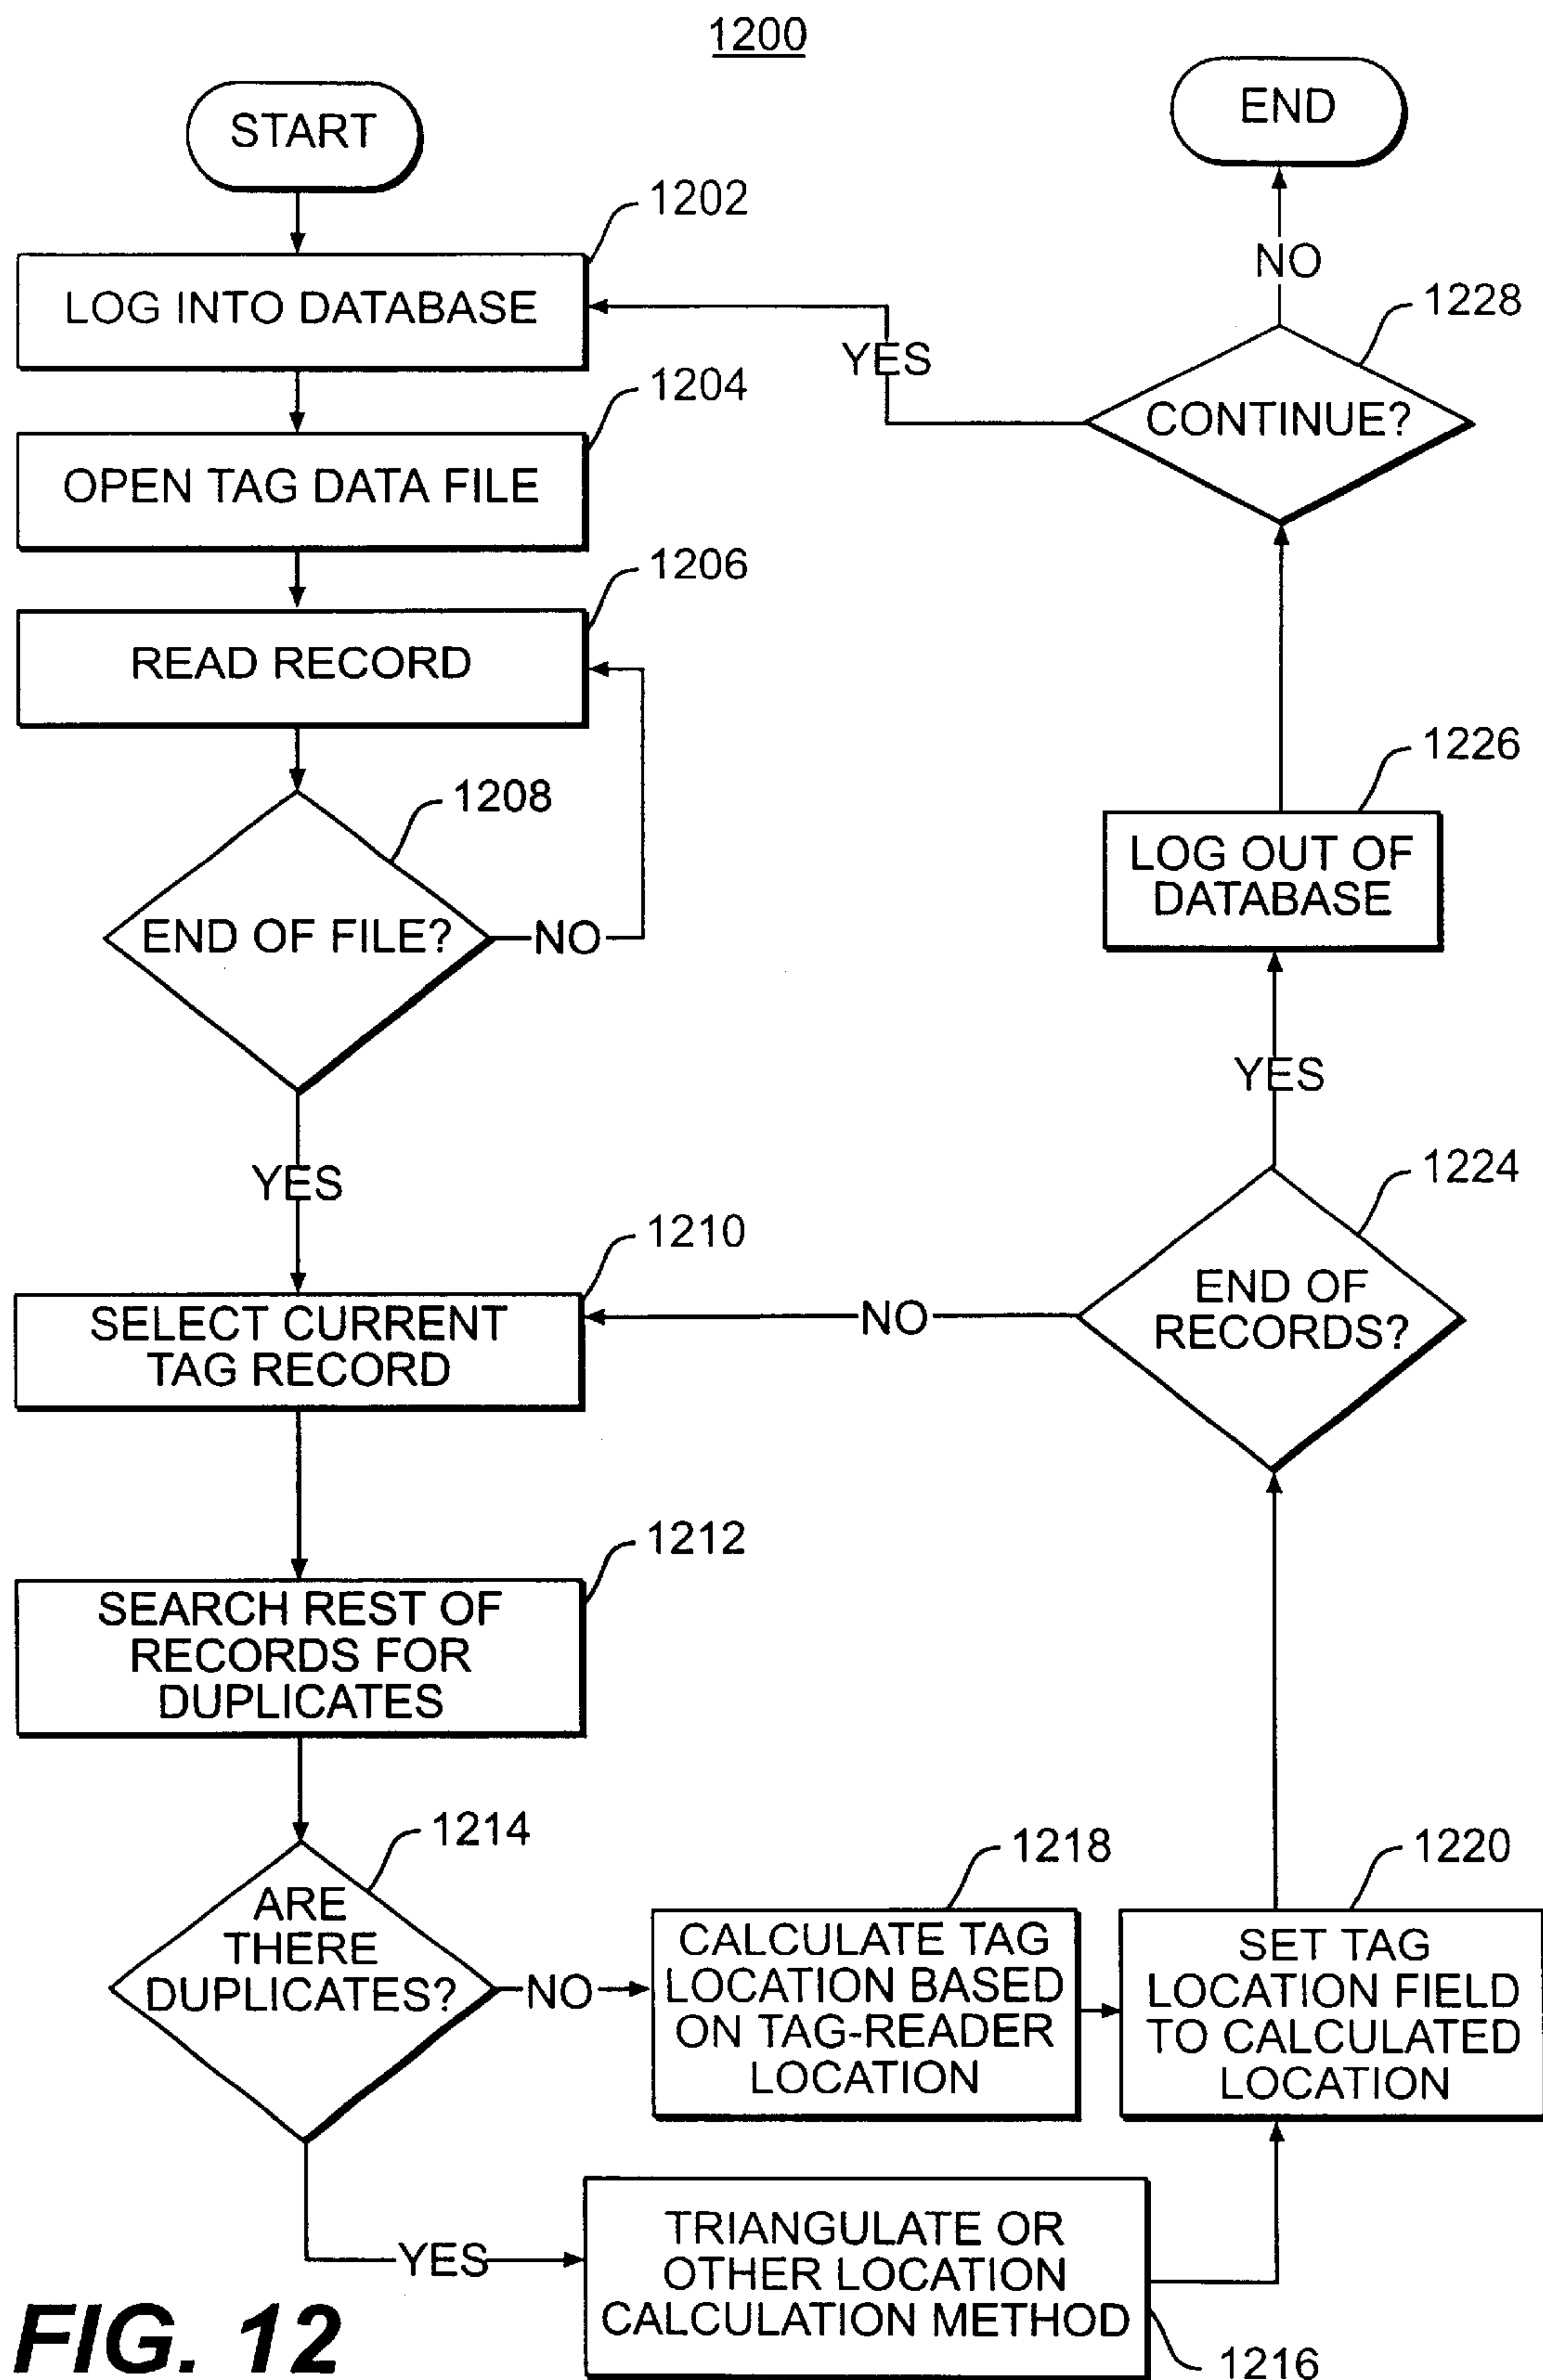 1200
START
1202
LOG INTO DATABASE
1204
OPEN TAG DATA FILE
1206
READ RECORD
1208
END OF FILE?
NO
YES
1210
SELECT CURRENT
TAG RECORD
1212
SEARCH REST OF
RECORDS FOR
DUPLICATES
1214
ARE
THERE
DUPLICATES?
NO
YES
1218
CALCULATE TAG
LOCATION BASED
ON TAG-READER
LOCATION
TRIANGULATE OR
OTHER LOCATION
CALCULATION METHOD
1216
1220
SET TAG
LOCATION FIELD
TO CALCULATED
LOCATION
1224
END OF
RECORDS?
NO
YES
1226
LOG OUT OF
DATABASE
1228
CONTINUE?
YES
NO
END
FIG. 12